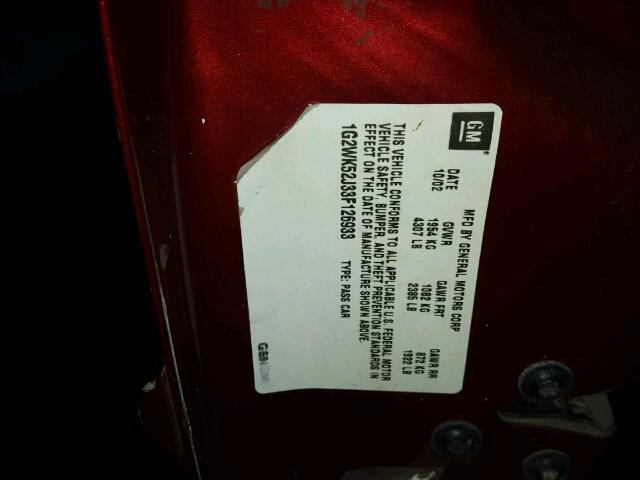 GM
MFD BY GENERAL MOTORS CORP
DATE GVWR GAWR FRT GAWR RR
10/02 1954 KG 1082 KG 872 KG
4307 LB 2385 LB 1922 LB
THIS VEHICLE CONFORMS TO ALL APPLICABLE U.S. FEDERAL MOTOR
VEHICLE SAFETY, BUMPER, AND THEFT PREVENTION STANDARDS IN
EFFECT ON THE DATE OF MANUFACTURE SHOWN ABOVE.
1G2WK52J33F126933 TYPE: PASS CAR